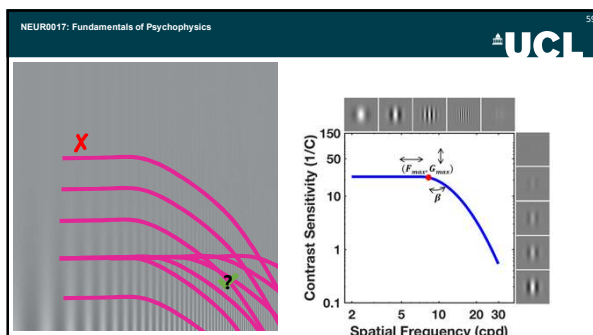 NEUR0017: Fundamentals of Psychophysics
UCL
X
?
Contrast Sensitivity (1/C)
150
50
10
1
0.1
(Fmax, Gmax)
β
2
5
10
20
30
Spatial Frequency (cpd)